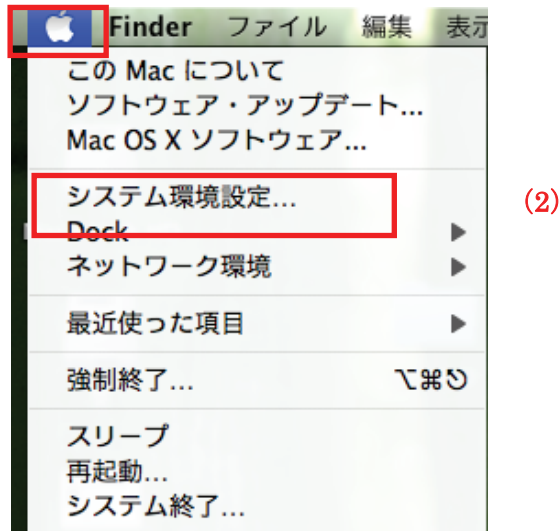 Finder ファイル 編集 表示
この Mac について
ソフトウェア・アップデート...
Mac OS X ソフトウェア...
システム環境設定...
(2)
Dock
ネットワーク環境
最近使った項目
強制終了... ⌥⌘⎋
スリープ
再起動...
システム終了...